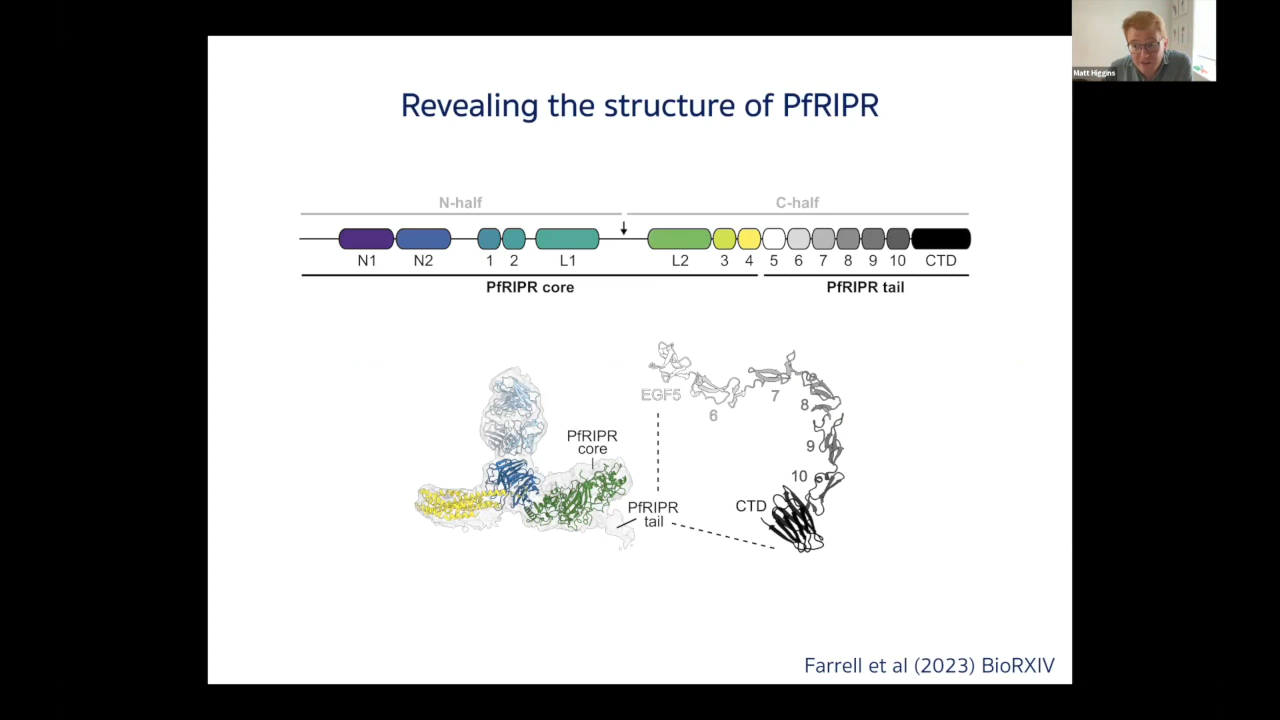 Matt Higgins
Revealing the structure of PfRIPR
N-half C-half
N1 N2 1 2 L1 L2 3 4 5 6 7 8 9 10 CTD
PfRIPR core PfRIPR tail
EGF5
6
7
8
9
10
CTD
PfRIPR
core
PfRIPR
tail
Farrell et al (2023) BioRXIV